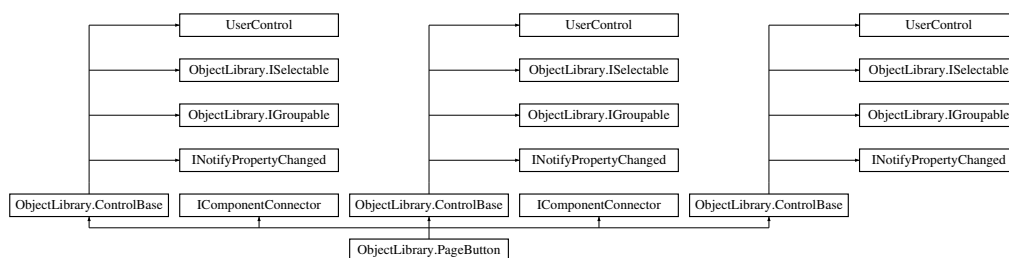 UserControl UserControl UserControl
ObjectLibrary.ISelectable ObjectLibrary.ISelectable ObjectLibrary.ISelectable
ObjectLibrary.IGroupable ObjectLibrary.IGroupable ObjectLibrary.IGroupable
INotifyPropertyChanged INotifyPropertyChanged INotifyPropertyChanged
ObjectLibrary.ControlBase IComponentConnector ObjectLibrary.ControlBase IComponentConnector ObjectLibrary.ControlBase
ObjectLibrary.PageButton